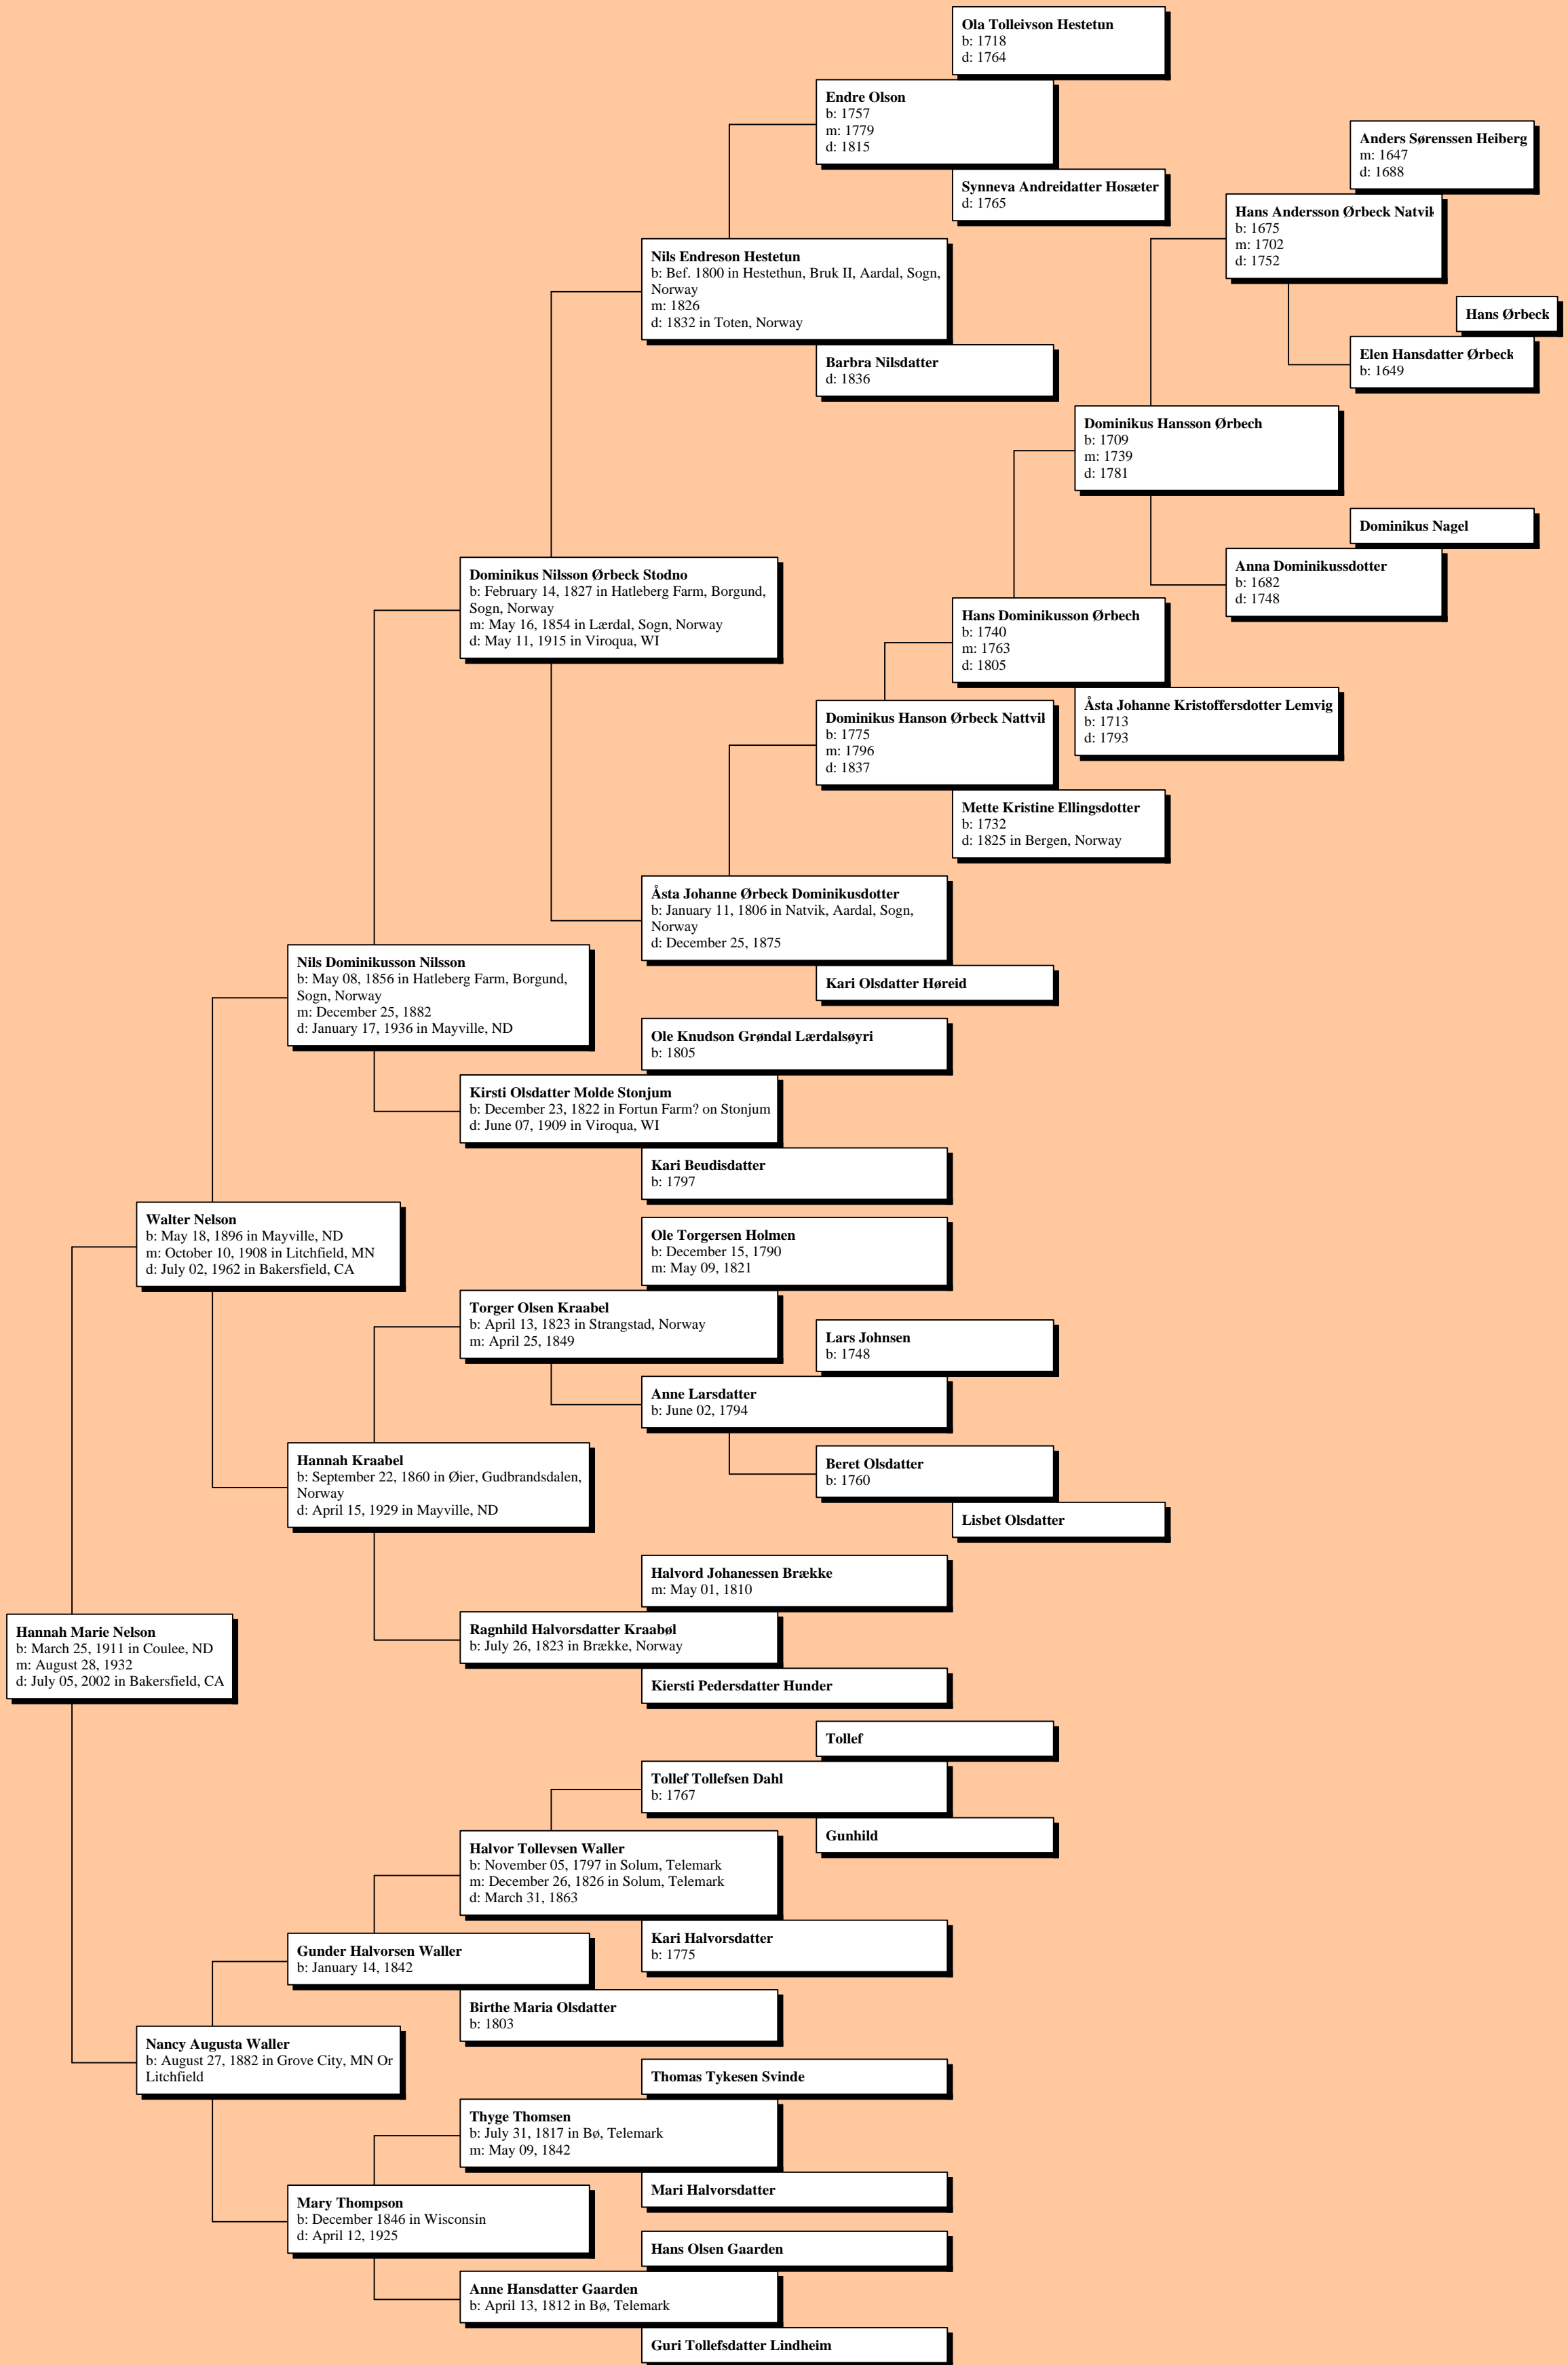 Ola Tolleivson Hestetun
b: 1718
d: 1764
Endre Olson
b: 1757
m: 1779
d: 1815
Anders Sørenssen Heiberg
m: 1647
d: 1688
Synneva Andreidatter Hosæter
d: 1765
Hans Andersson Ørbeck Natvik
b: 1675
m: 1702
d: 1752
Nils Endreson Hestetun
b: Bef. 1800 in Hestethun, Bruk II, Aardal, Sogn,
Norway
m: 1826
d: 1832 in Toten, Norway
Hans Ørbeck
Barbra Nilsdatter
d: 1836
Elen Hansdatter Ørbeck
b: 1649
Dominikus Hansson Ørbech
b: 1709
m: 1739
d: 1781
Dominikus Nagel
Anna Dominikussdotter
b: 1682
d: 1748
Dominikus Nilsson Ørbeck Stodno
b: February 14, 1827 in Hatleberg Farm, Borgund,
Sogn, Norway
m: May 16, 1854 in Lærdal, Sogn, Norway
d: May 11, 1915 in Viroqua, WI
Hans Dominikusson Ørbech
b: 1740
m: 1763
d: 1805
Åsta Johanne Kristoffersdotter Lemvig
b: 1713
d: 1793
Dominikus Hanson Ørbeck Nattvil
b: 1775
m: 1796
d: 1837
Mette Kristine Ellingsdotter
b: 1732
d: 1825 in Bergen, Norway
Åsta Johanne Ørbeck Dominikusdotter
b: January 11, 1806 in Natvik, Aardal, Sogn,
Norway
d: December 25, 1875
Nils Dominikusson Nilsson
b: May 08, 1856 in Hatleberg Farm, Borgund,
Sogn, Norway
m: December 25, 1882
d: January 17, 1936 in Mayville, ND
Kari Olsdatter Høreid
Ole Knudson Grøndal Lærdalsøyri
b: 1805
Kirsti Olsdatter Molde Stonjum
b: December 23, 1822 in Fortun Farm? on Stonjum
d: June 07, 1909 in Viroqua, WI
Kari Beudisdatter
b: 1797
Walter Nelson
b: May 18, 1896 in Mayville, ND
m: October 10, 1908 in Litchfield, MN
d: July 02, 1962 in Bakersfield, CA
Ole Torgersen Holmen
b: December 15, 1790
m: May 09, 1821
Torger Olsen Kraabel
b: April 13, 1823 in Strangstad, Norway
m: April 25, 1849
Lars Johnsen
b: 1748
Anne Larsdatter
b: June 02, 1794
Hannah Kraabel
b: September 22, 1860 in Øier, Gudbrandsdalen,
Norway
d: April 15, 1929 in Mayville, ND
Beret Olsdatter
b: 1760
Lisbet Olsdatter
Halvord Johanessen Brække
m: May 01, 1810
Ragnhild Halvorsdatter Kraabøl
b: July 26, 1823 in Brække, Norway
Hannah Marie Nelson
b: March 25, 1911 in Coulee, ND
m: August 28, 1932
d: July 05, 2002 in Bakersfield, CA
Kiersti Pedersdatter Hunder
Tollef
Tollef Tollefsen Dahl
b: 1767
Gunhild
Halvor Tollevsen Waller
b: November 05, 1797 in Solum, Telemark
m: December 26, 1826 in Solum, Telemark
d: March 31, 1863
Kari Halvorsdatter
b: 1775
Gunder Halvorsen Waller
b: January 14, 1842
Birthe Maria Olsdatter
b: 1803
Nancy Augusta Waller
b: August 27, 1882 in Grove City, MN Or
Litchfield
Thomas Tykesen Svinde
Thyge Thomsen
b: July 31, 1817 in Bø, Telemark
m: May 09, 1842
Mari Halvorsdatter
Mary Thompson
b: December 1846 in Wisconsin
d: April 12, 1925
Hans Olsen Gaarden
Anne Hansdatter Gaarden
b: April 13, 1812 in Bø, Telemark
Guri Tollefsdatter Lindheim